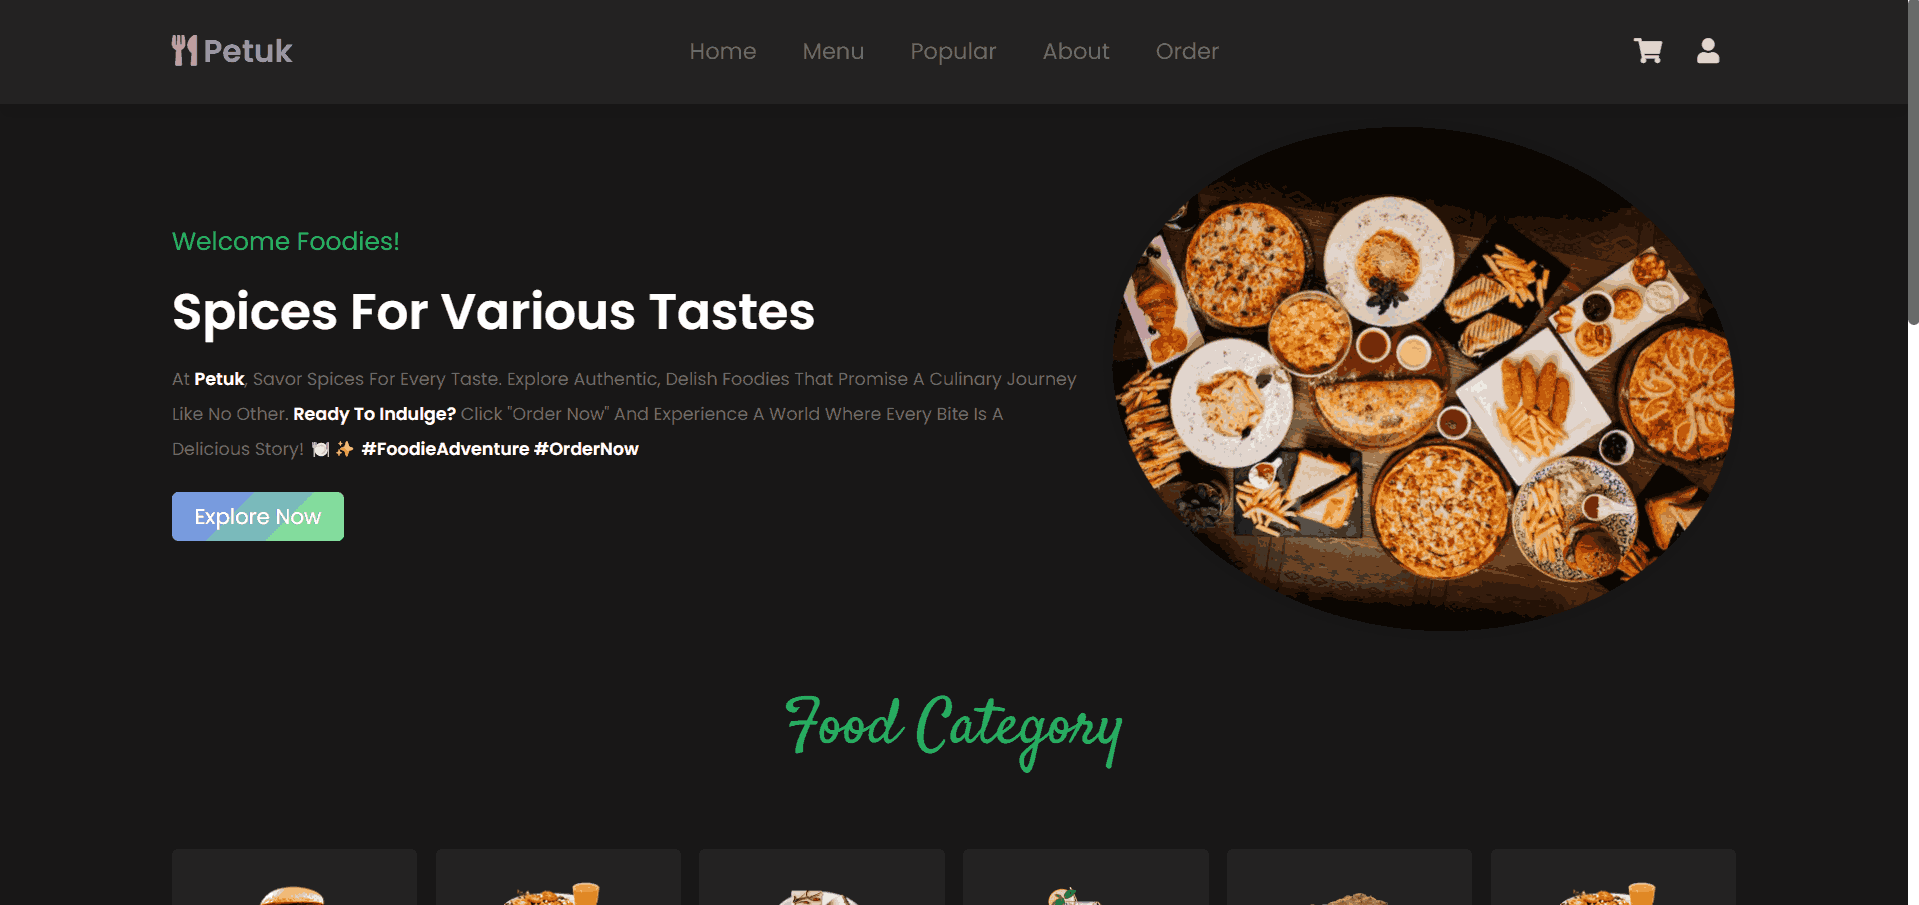 Petuk
Home Menu Popular About Order
Welcome Foodies!
Spices For Various Tastes
At Petuk, Savor Spices For Every Taste. Explore Authentic, Delish Foodies That Promise A Culinary Journey
Like No Other. Ready To Indulge? Click "Order Now" And Experience A World Where Every Bite Is A
Delicious Story! 🍽️ ✨ #FoodieAdventure #OrderNow
Explore Now
Food Category